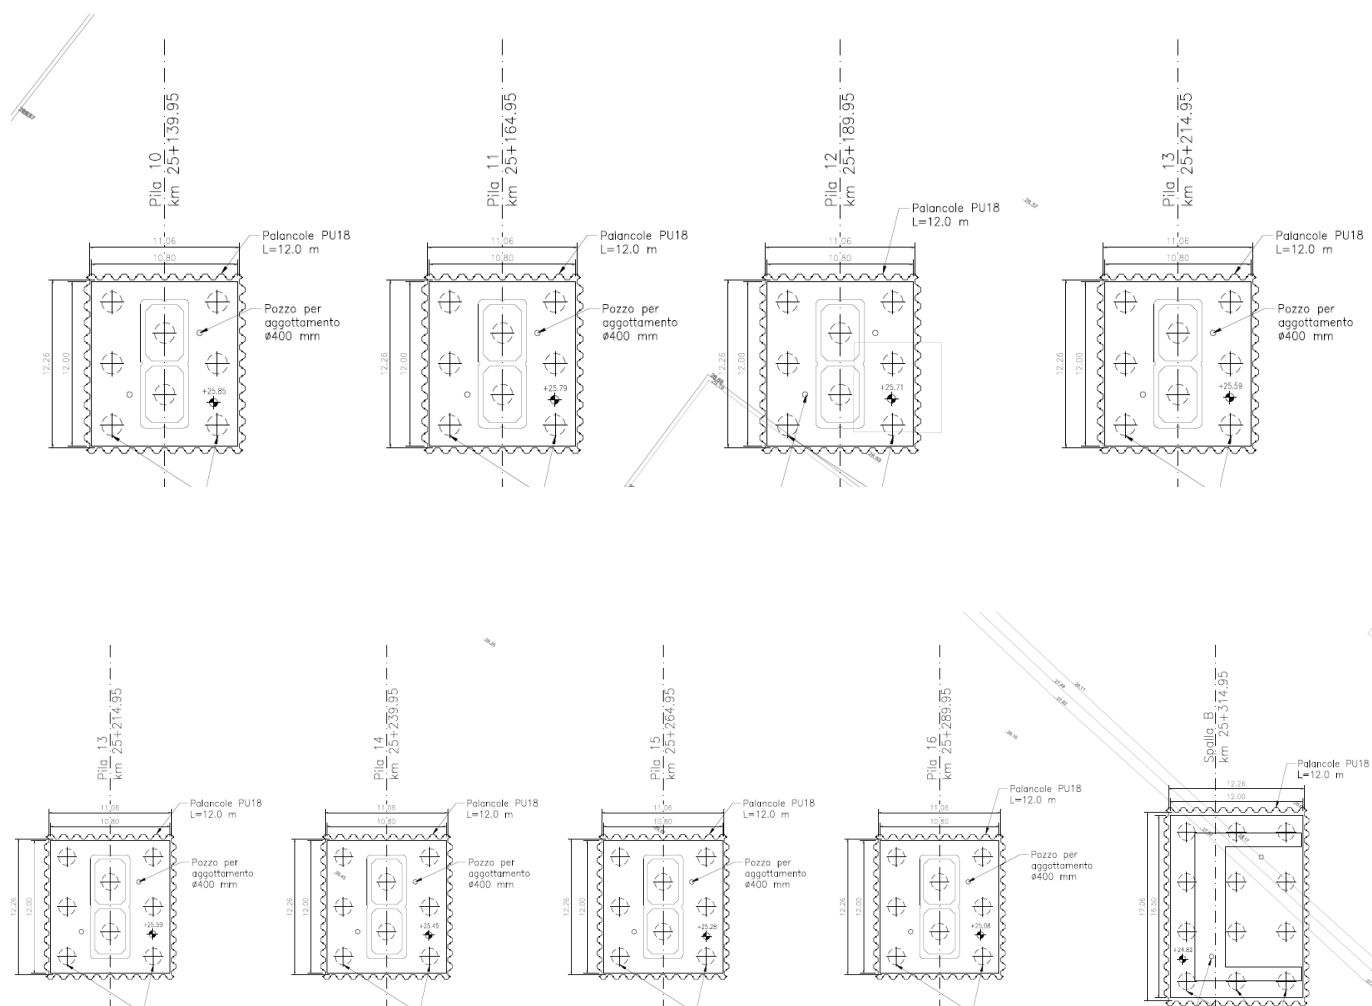 Pila 10
km 25+139.95
Pila 11
km 25+164.95
Pila 12
km 25+189.95
Pila 13
km 25+214.95
28.57
Palancole PU18
L=12.0 m
11.06
10.80
12.26
12.00
Pozzo per
aggottamento
ø400 mm
+25.85
Palancole PU18
L=12.0 m
11.06
10.80
12.26
12.00
Pozzo per
aggottamento
ø400 mm
+25.79
Palancole PU18
L=12.0 m
11.06
10.80
12.26
12.00
+25.71
Palancole PU18
L=12.0 m
11.06
10.80
12.26
12.00
Pozzo per
aggottamento
ø400 mm
+25.59
Pila 13
km 25+214.95
Pila 14
km 25+239.95
Pila 15
km 25+264.95
Pila 16
km 25+289.95
Spalla B
km 25+314.95
Palancole PU18
L=12.0 m
11.06
10.80
12.26
12.00
Pozzo per
aggottamento
ø400 mm
+25.59
Palancole PU18
L=12.0 m
11.06
10.80
12.26
12.00
Pozzo per
aggottamento
ø400 mm
+25.45
Palancole PU18
L=12.0 m
11.06
10.80
12.26
12.00
Pozzo per
aggottamento
ø400 mm
+25.28
Palancole PU18
L=12.0 m
11.06
10.80
12.26
12.00
Pozzo per
aggottamento
ø400 mm
+25.08
Palancole PU18
L=12.0 m
12.26
12.00
17.06
16.50
+24.82